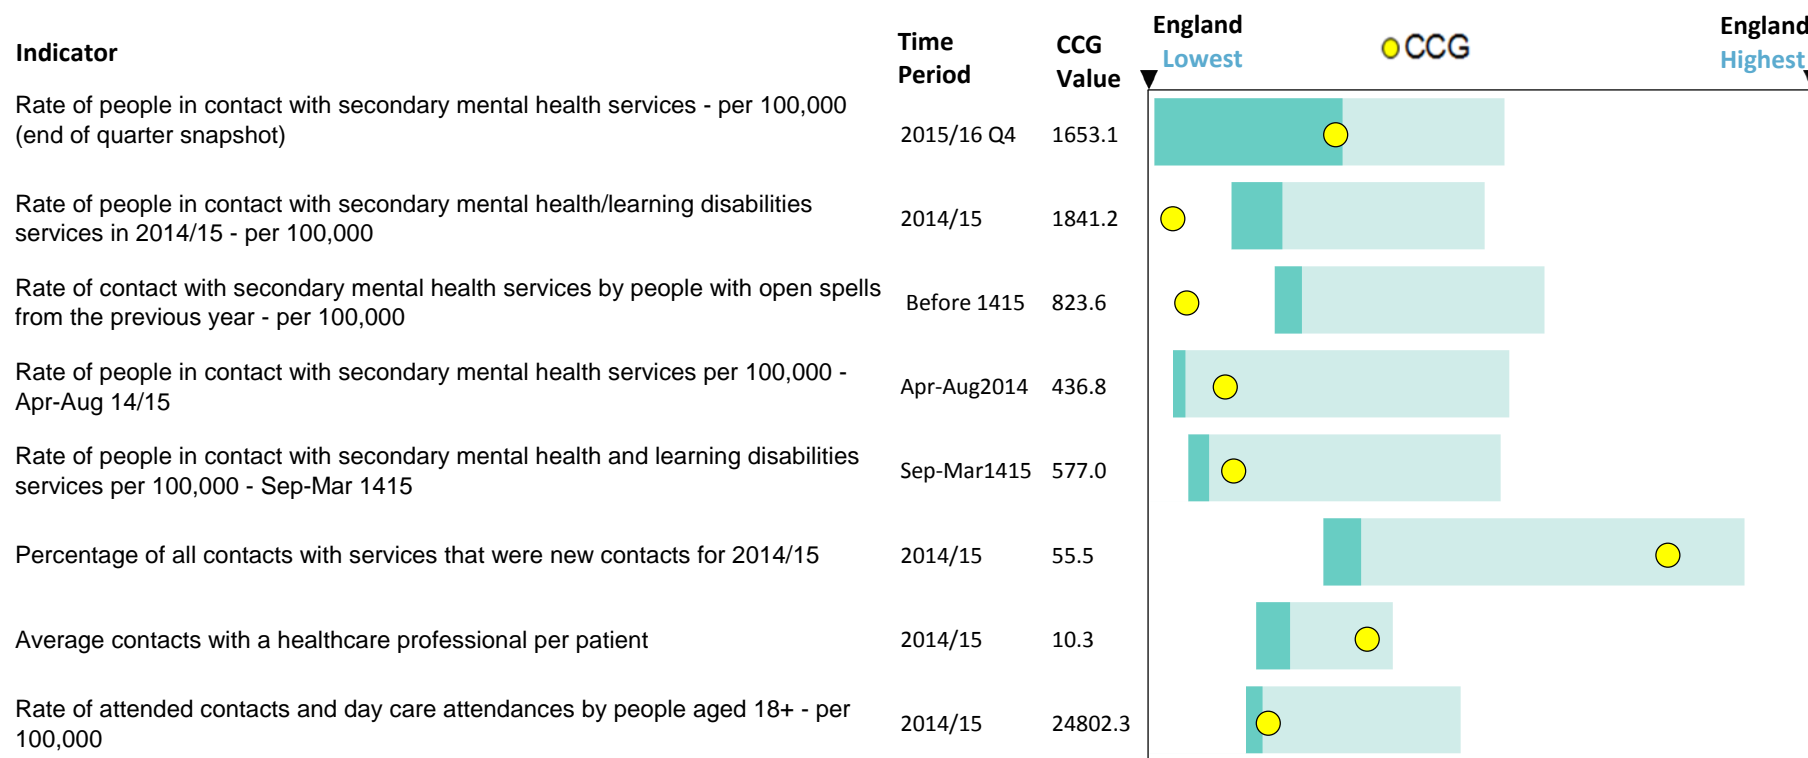 Indicator
Time Period
CCG Value
England Lowest
CCG
England Highest
Rate of people in contact with secondary mental health services - per 100,000
(end of quarter snapshot)
2015/16 Q4
1653.1
Rate of people in contact with secondary mental health/learning disabilities
services in 2014/15 - per 100,000
2014/15
1841.2
Rate of contact with secondary mental health services by people with open spells
from the previous year - per 100,000
Before 1415
823.6
Rate of people in contact with secondary mental health services per 100,000 -
Apr-Aug 14/15
Apr-Aug2014
436.8
Rate of people in contact with secondary mental health and learning disabilities
services per 100,000 - Sep-Mar 1415
Sep-Mar1415
577.0
Percentage of all contacts with services that were new contacts for 2014/15
2014/15
55.5
Average contacts with a healthcare professional per patient
2014/15
10.3
Rate of attended contacts and day care attendances by people aged 18+ - per
100,000
2014/15
24802.3